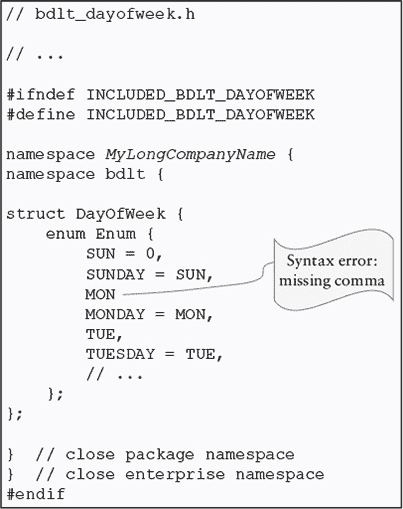 // bdlt_dayofweek.h
// ...
#ifndef INCLUDED_BDLT_DAYOFWEEK
#define INCLUDED_BDLT_DAYOFWEEK
namespace MyLongCompanyName {
namespace bdlt {
struct DayOfWeek {
    enum Enum {
        SUN = 0,
        SUNDAY = SUN,
        MON
        MONDAY = MON,
        TUE,
        TUESDAY = TUE,
        // ...
    };
};
}  // close package namespace
}  // close enterprise namespace
#endif
Syntax error:
missing comma